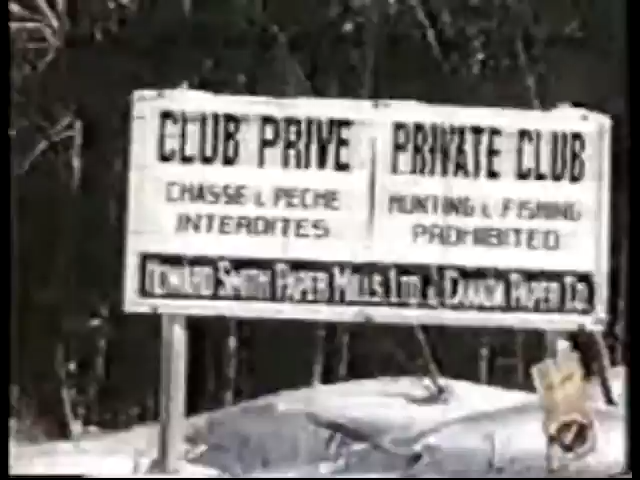 CLUB PRIVE
CHASSE & PECHE
INTERDITES
PRIVATE CLUB
HUNTING & FISHING
PROHIBITED
HOWARD SMITH PAPER MILLS LTD & CANADA PAPER CO.